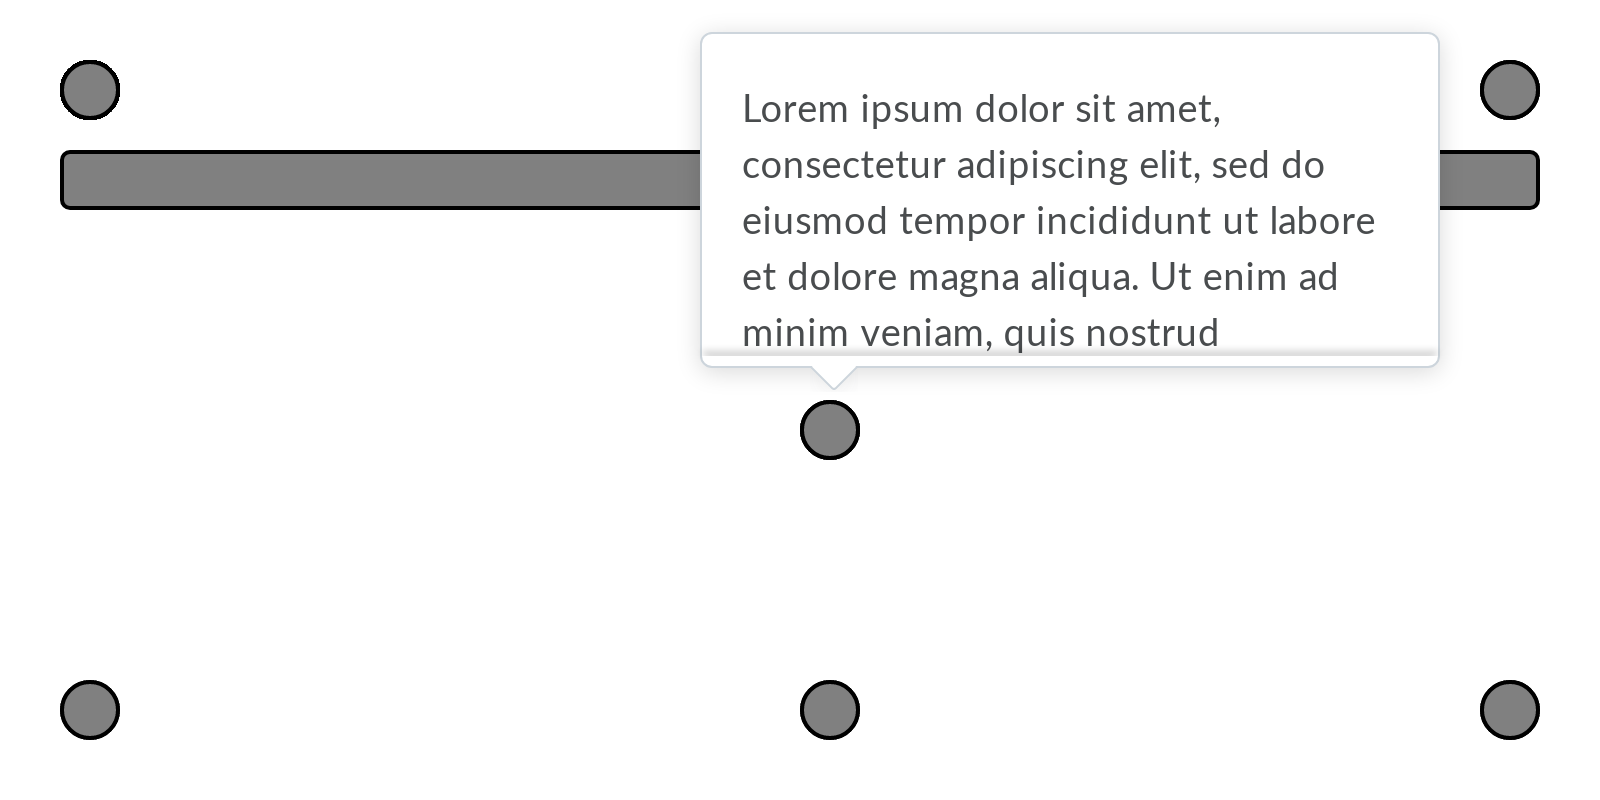 Lorem ipsum dolor sit amet,
consectetur adipiscing elit, sed do
eiusmod tempor incididunt ut labore
et dolore magna aliqua. Ut enim ad
minim veniam, quis nostrud